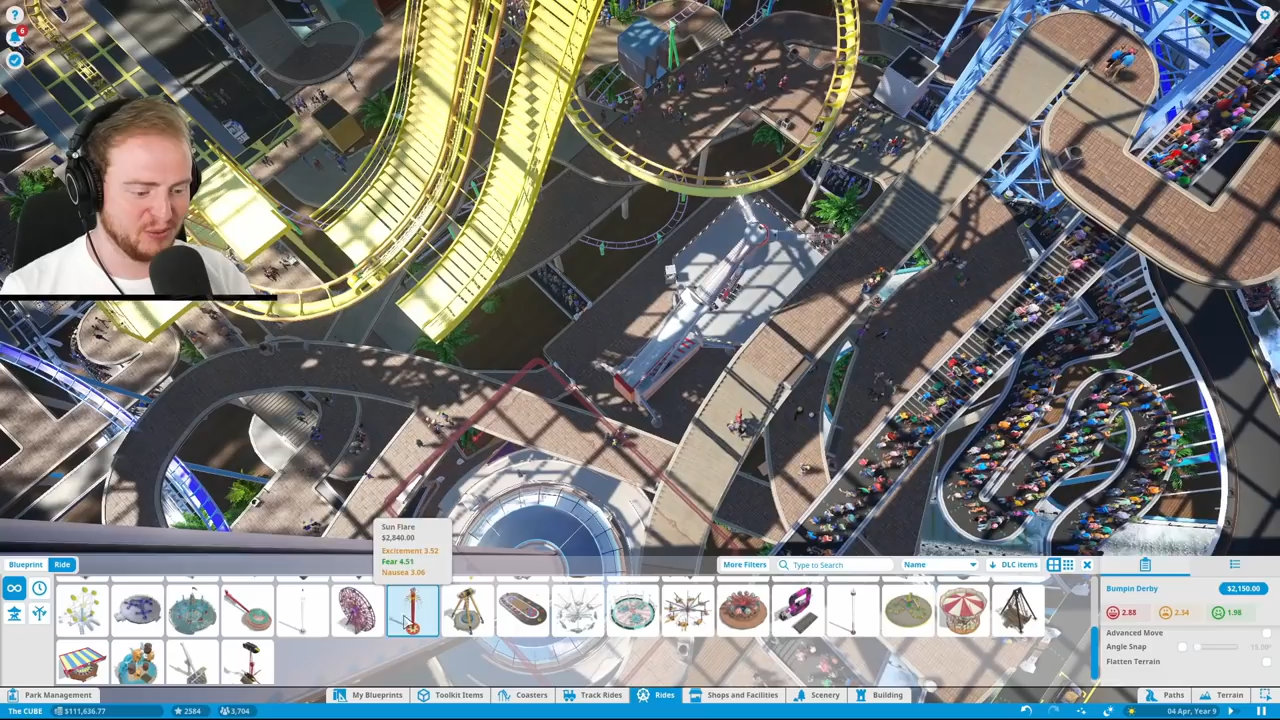 ?
6
Sun Flare
$2,840.00
Excitement 3.52
Fear 4.51
Nausea 3.06
Blueprint
Ride
More Filters
Type to Search
Name
DLC items
Bumpin Derby
$2,150.00
2.88
2.34
1.98
Advanced Move
Angle Snap
Flatten Terrain
Park Management
My Blueprints
Toolkit Items
Coasters
Track Rides
Rides
Shops and Facilities
Scenery
Building
Paths
Terrain
The CUBE
$111,636.77
2584
3,704
04 Apr, Year 9